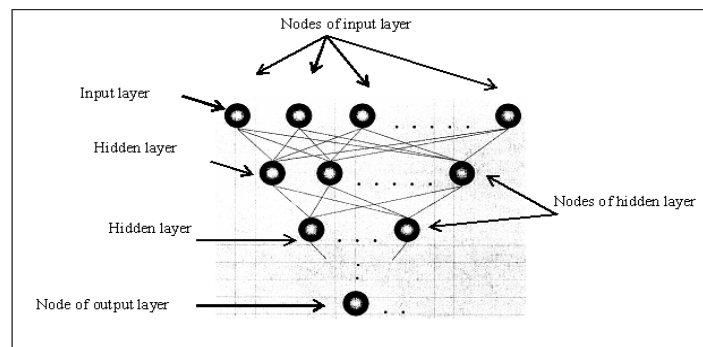 Nodes of input layer
Input layer
Hidden layer
Nodes of hidden layer
Hidden layer
Node of output layer